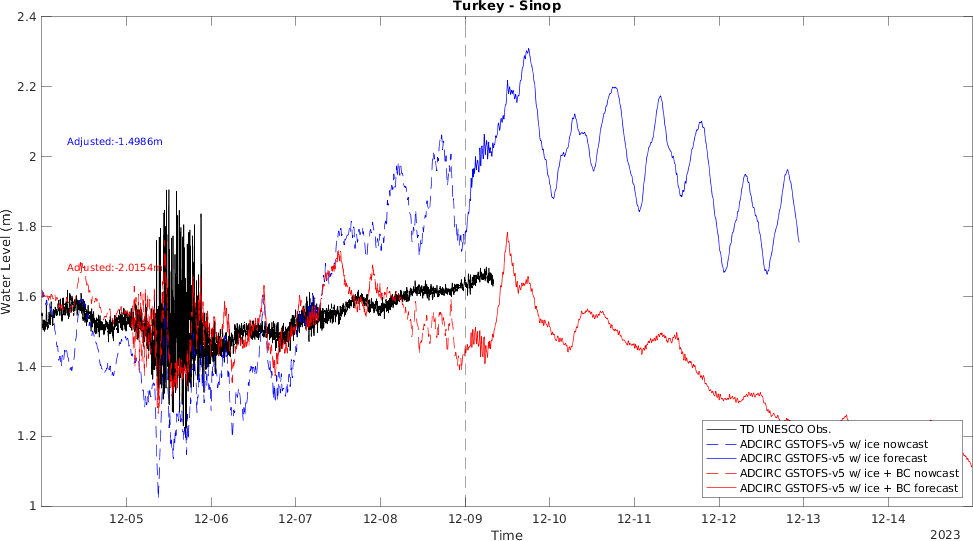 Turkey - Sinop
2.4
2.2
2
1.8
1.6
1.4
1.2
1
Water Level (m)
Adjusted:-1.4986m
Adjusted:-2.0154m
TD UNESCO Obs.
ADCIRC GSTOFS-v5 w/ ice nowcast
ADCIRC GSTOFS-v5 w/ ice forecast
ADCIRC GSTOFS-v5 w/ ice + BC nowcast
ADCIRC GSTOFS-v5 w/ ice + BC forecast
12-05 12-06 12-07 12-08 12-09 12-10 12-11 12-12 12-13 12-14
Time
2023